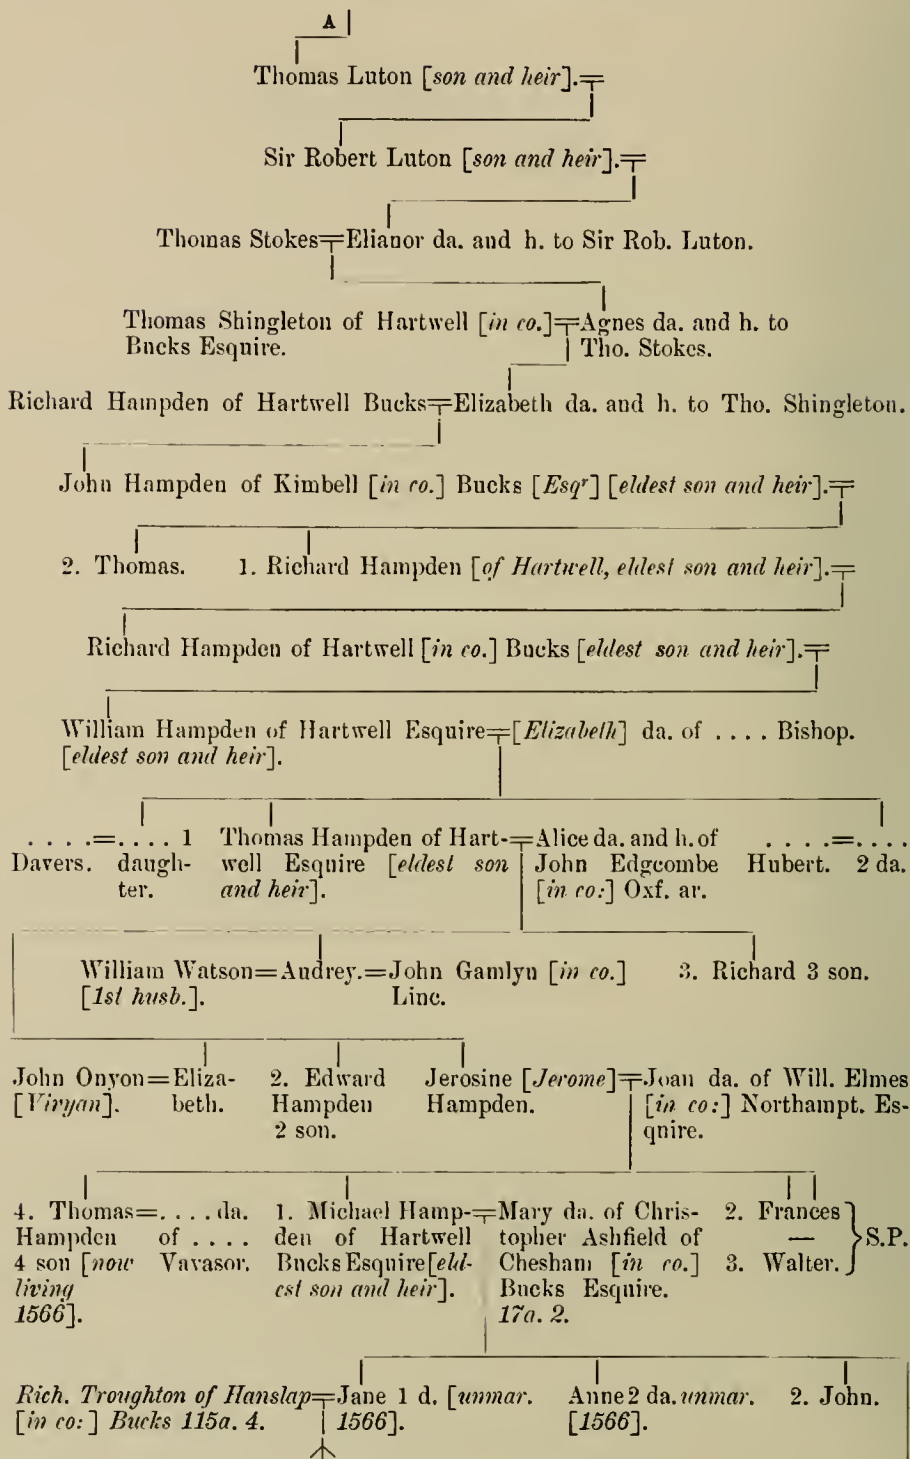 A
Thomas Luton [son and heir].
Sir Robert Luton [son and heir].
Thomas Stokes=Elianor da. and h. to Sir Rob. Luton.
Thomas Shingleton of Hartwell [in co.]=Agnes da. and h. to
Bucks Esquire. Tho. Stokes.
Richard Hampden of Hartwell Bucks=Elizabeth da. and h. to Tho. Shingleton.
John Hampden of Kimbell [in co.] Bucks [Esqr] [eldest son and heir].
2. Thomas. 1. Richard Hampden [of Hartwell, eldest son and heir].
Richard Hampden of Hartwell [in co.] Bucks [eldest son and heir].
William Hampden of Hartwell Esquire=[Elizabeth] da. of .... Bishop.
[eldest son and heir].
....=.... 1 Thomas Hampden of Hart-=Alice da. and h. of ....=....
Davers. daugh- well Esquire [eldest son John Edgcombe Hubert. 2 da.
ter. and heir]. [in co:] Oxf. ar.
William Watson=Audrey.=John Gamlyn [in co.] 3. Richard 3 son.
[1st husb.]. Linc.
John Onyon=Eliza- 2. Edward Jerosine [Jerome]=Joan da. of Will. Elmes
[Viryan]. beth. Hampden Hampden. [in co:] Northampt. Es-
2 son. quire.
4. Thomas=.... da. 1. Michael Hamp-=Mary da. of Chris- 2. Frances
Hampden of .... den of Hartwell topher Ashfield of — S.P.
4 son [now Vavasor. Bucks Esquire [eld- Chesham [in co.] 3. Walter.
living est son and heir]. Bucks Esquire.
1566]. 17a. 2.
Rich. Troughton of Hanslap=Jane 1 d. [unmar. Anne 2 da. unmar. 2. John.
[in co:] Bucks 115a. 4. 1566]. [1566].